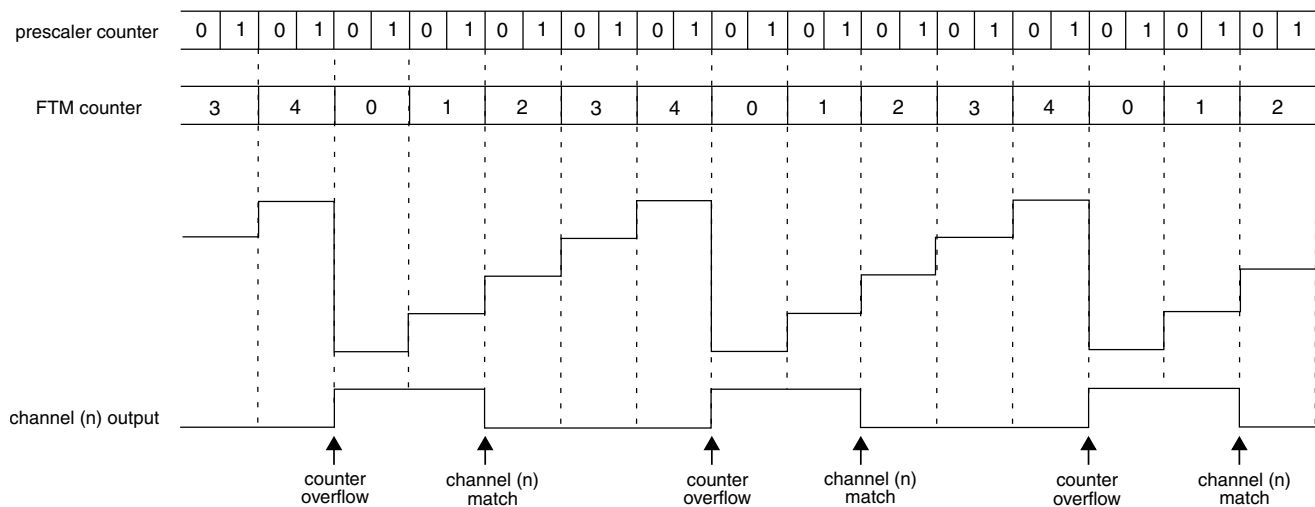 prescaler counter 0 1 0 1 0 1 0 1 0 1 0 1 0 1 0 1 0 1 0 1 0 1 0 1 0 1 0 1 0 1
FTM counter 3 4 0 1 2 3 4 0 1 2 3 4 0 1 2
channel (n) output
counter overflow
channel (n) match
counter overflow
channel (n) match
counter overflow
channel (n) match